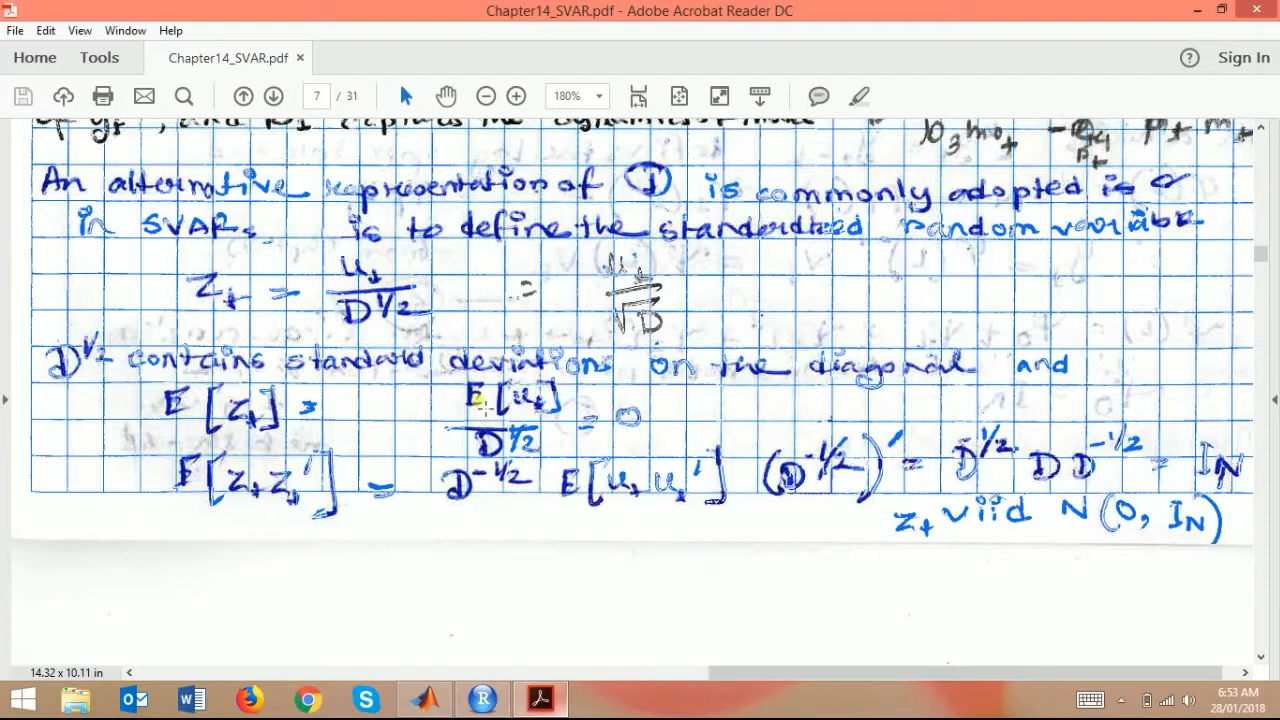 Chapter14_SVAR.pdf - Adobe Acrobat Reader DC
File Edit View Window Help
Home Tools Chapter14_SVAR.pdf × ? Sign In
7 / 31 180%
An alternative representation of (I) is commonly adopted is
in SVARs is to define the standardized random variable
z_t = u_t / D^{1/2} = u_t / √D
D^{1/2} contains standard deviations on the diagonal and
E[z_t] = E[u_t] / D^{1/2} = 0
E[z_t z_t'] = D^{-1/2} E[u_t u_t'] (D^{-1/2})' = D^{1/2} D D^{-1/2} = I_N
z_t ~ iid N(0, I_N)
14.32 x 10.11 in
6:53 AM
28/01/2018